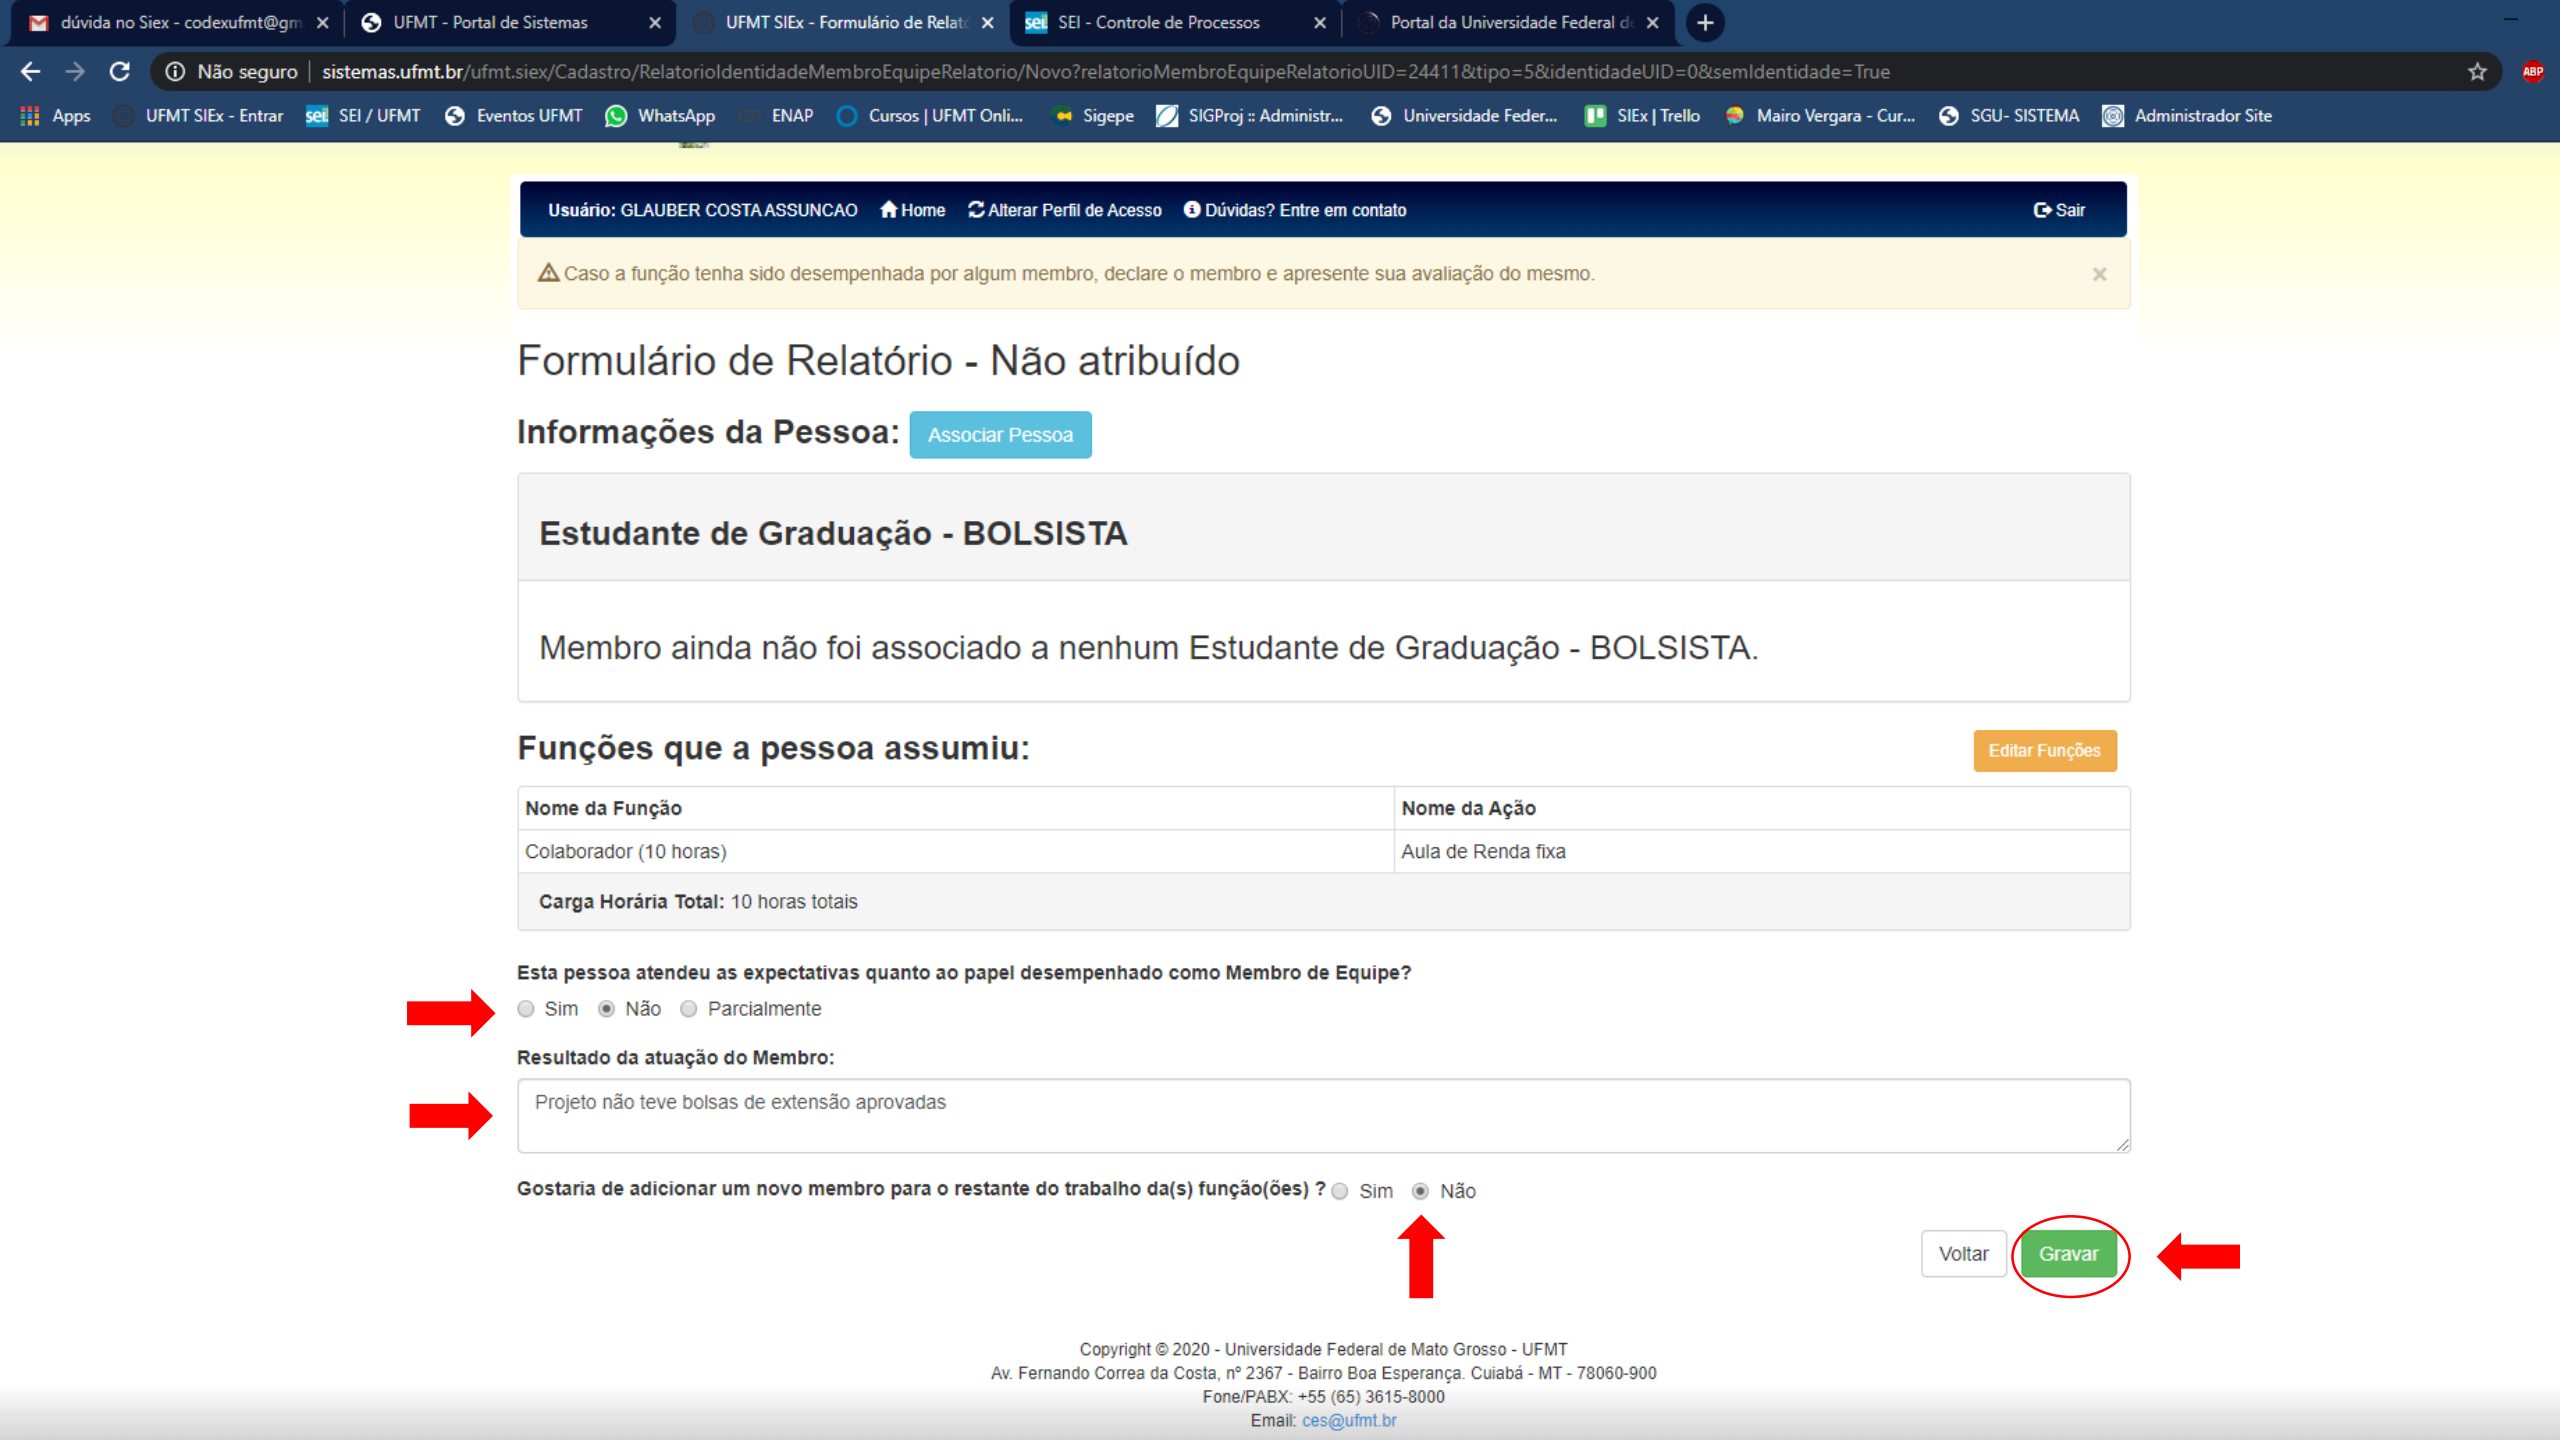 dúvida no Siex - codexufmt@gm
UFMT - Portal de Sistemas
UFMT SIEx - Formulário de Relató
SEI - Controle de Processos
Portal da Universidade Federal de
Não seguro | sistemas.ufmt.br/ufmt.siex/Cadastro/RelatorioIdentidadeMembroEquipeRelatorio/Novo?relatorioMembroEquipeRelatorioUID=24411&tipo=5&identidadeUID=0&semIdentidade=True
ABP
Apps
UFMT SIEx - Entrar
sei! SEI / UFMT
Eventos UFMT
WhatsApp
ENAP
Cursos | UFMT Onli...
Sigepe
SIGProj :: Administr...
Universidade Feder...
SIEx | Trello
Mairo Vergara - Cur...
SGU- SISTEMA
Administrador Site
Usuário: GLAUBER COSTA ASSUNCAO Home Alterar Perfil de Acesso Dúvidas? Entre em contato Sair
Caso a função tenha sido desempenhada por algum membro, declare o membro e apresente sua avaliação do mesmo. ×
Formulário de Relatório - Não atribuído
Informações da Pessoa: Associar Pessoa
Estudante de Graduação - BOLSISTA
Membro ainda não foi associado a nenhum Estudante de Graduação - BOLSISTA.
Funções que a pessoa assumiu: Editar Funções
Nome da Função Nome da Ação
Colaborador (10 horas) Aula de Renda fixa
Carga Horária Total: 10 horas totais
Esta pessoa atendeu as expectativas quanto ao papel desempenhado como Membro de Equipe?
Sim Não Parcialmente
Resultado da atuação do Membro:
Projeto não teve bolsas de extensão aprovadas
Gostaria de adicionar um novo membro para o restante do trabalho da(s) função(ões) ? Sim Não
Voltar Gravar
Copyright © 2020 - Universidade Federal de Mato Grosso - UFMT
Av. Fernando Correa da Costa, nº 2367 - Bairro Boa Esperança. Cuiabá - MT - 78060-900
Fone/PABX: +55 (65) 3615-8000
Email: ces@ufmt.br